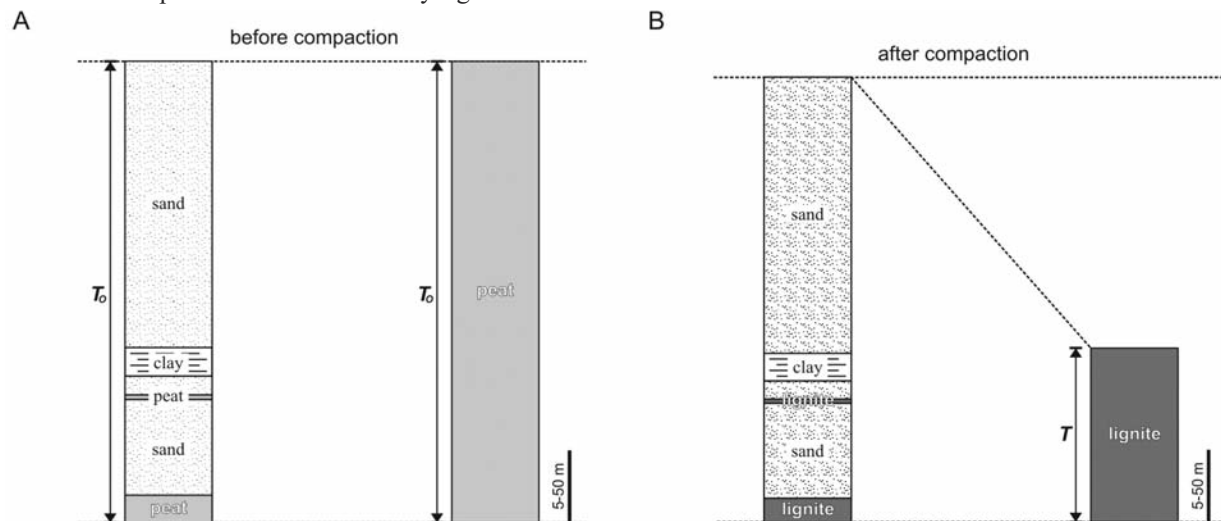 A
before compaction
T₀
sand
clay
peat
sand
peat
T₀
peat
5-50 m
B
after compaction
sand
clay
lignite
sand
lignite
T
lignite
5-50 m